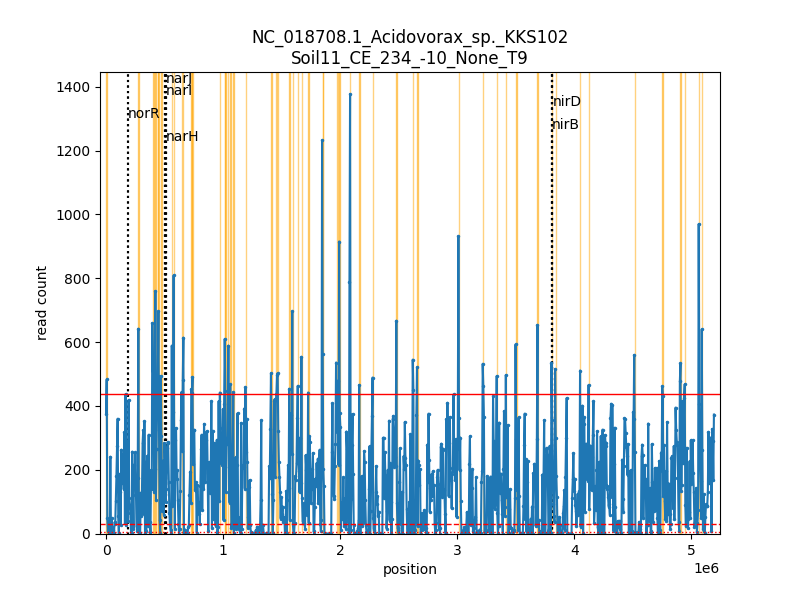 NC_018708.1_Acidovorax_sp._KKS102
Soil11_CE_234_-10_None_T9
1400
1200
1000
800
600
400
200
0
read count
narJ
narI
norR
narH
nirD
nirB
0
1
2
3
4
5
1e6
position